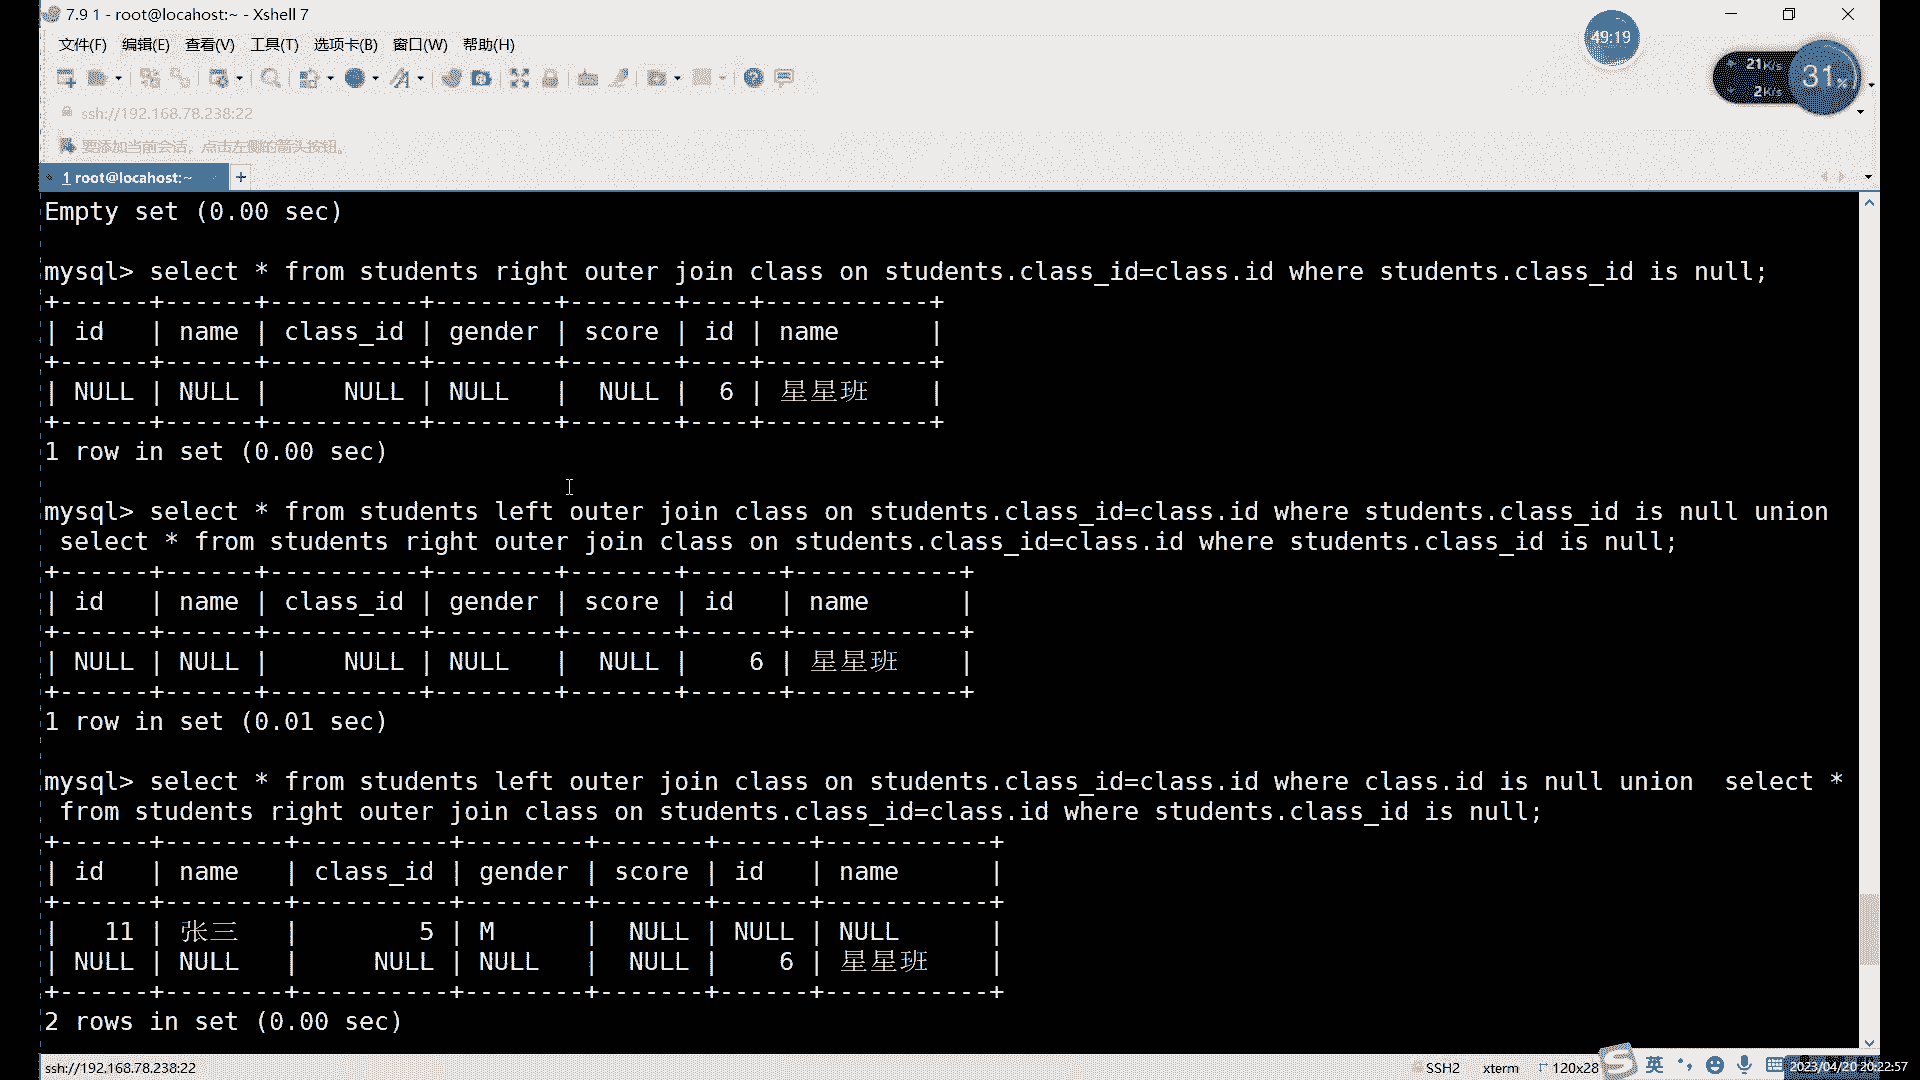 7.9 1 - root@locahost:~ - Xshell 7
文件(F) 编辑(E) 查看(V) 工具(T) 选项卡(B) 窗口(W) 帮助(H)
49:19
21K/s
2K/s
31%
ssh://192.168.78.238:22
要添加当前会话，点击左侧的箭头按钮。
1 root@locahost:~ +
Empty set (0.00 sec)
mysql> select * from students right outer join class on students.class_id=class.id where students.class_id is null;
+------+------+----------+--------+-------+----+-----------+
| id   | name | class_id | gender | score | id | name      |
+------+------+----------+--------+-------+----+-----------+
| NULL | NULL |     NULL | NULL   |  NULL |  6 | 星星班    |
+------+------+----------+--------+-------+----+-----------+
1 row in set (0.00 sec)
mysql> select * from students left outer join class on students.class_id=class.id where students.class_id is null union
 select * from students right outer join class on students.class_id=class.id where students.class_id is null;
+------+------+----------+--------+-------+------+-----------+
| id   | name | class_id | gender | score | id   | name      |
+------+------+----------+--------+-------+------+-----------+
| NULL | NULL |     NULL | NULL   |  NULL |    6 | 星星班    |
+------+------+----------+--------+-------+------+-----------+
1 row in set (0.01 sec)
mysql> select * from students left outer join class on students.class_id=class.id where class.id is null union  select *
 from students right outer join class on students.class_id=class.id where students.class_id is null;
+------+--------+----------+--------+-------+------+-----------+
| id   | name   | class_id | gender | score | id   | name      |
+------+--------+----------+--------+-------+------+-----------+
|   11 | 张三   |        5 | M      |  NULL | NULL | NULL      |
| NULL | NULL   |     NULL | NULL   |  NULL |    6 | 星星班    |
+------+--------+----------+--------+-------+------+-----------+
2 rows in set (0.00 sec)
ssh://192.168.78.238:22 SSH2 xterm 120x28 英 2023/04/20 20:22:57